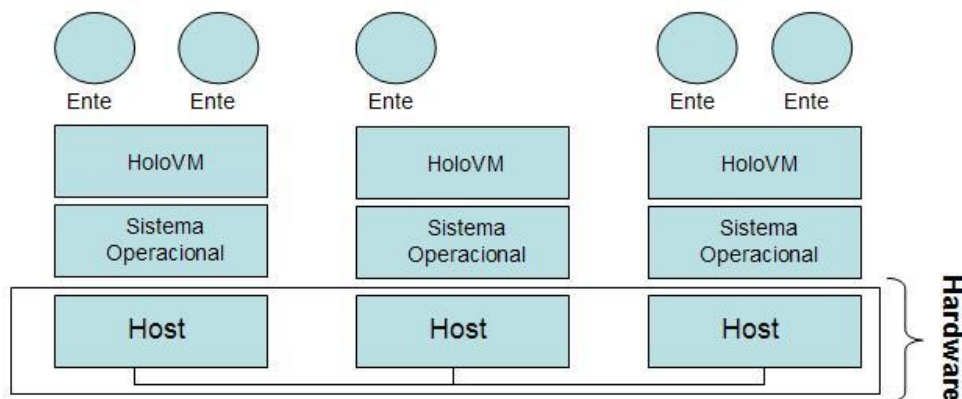 Ente Ente Ente Ente Ente
HoloVM HoloVM HoloVM
Sistema Sistema Sistema
Operacional Operacional Operacional
Host Host Host
Hardware